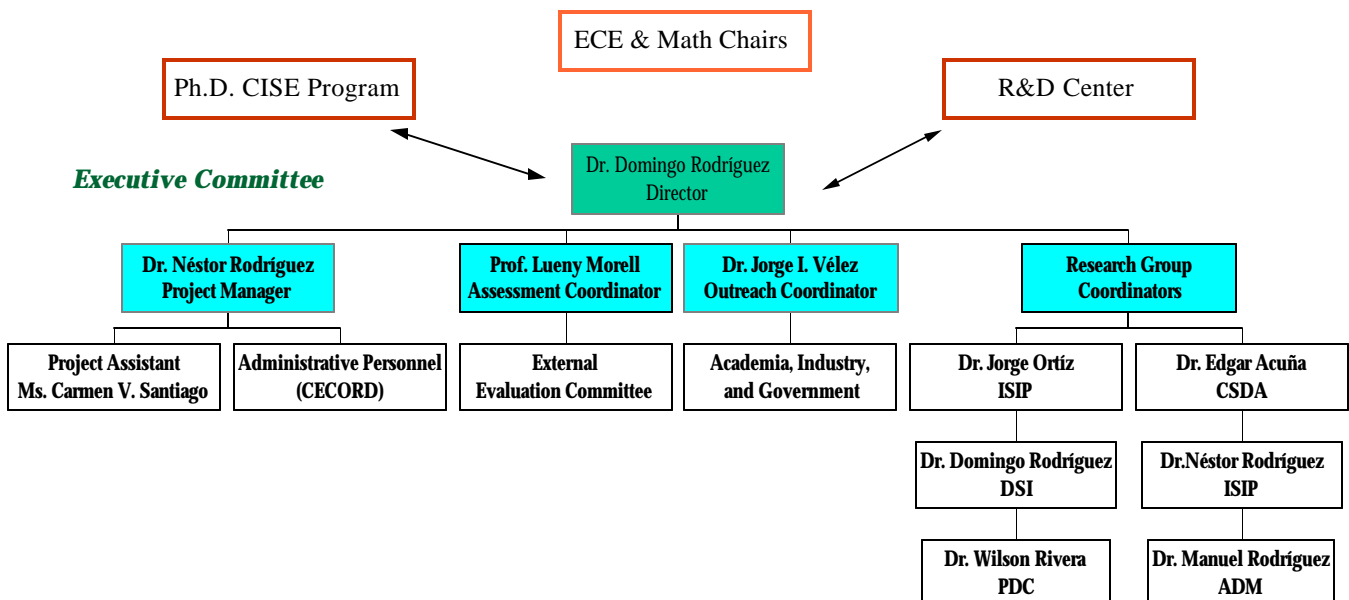 ECE & Math Chairs
Ph.D. CISE Program
R&D Center
Executive Committee
Dr. Domingo Rodríguez
Director
Dr. Néstor Rodríguez
Project Manager
Prof. Lueny Morell
Assessment Coordinator
Dr. Jorge I. Vélez
Outreach Coordinator
Research Group
Coordinators
Project Assistant
Ms. Carmen V. Santiago
Administrative Personnel
(CECORD)
External
Evaluation Committee
Academia, Industry,
and Government
Dr. Jorge Ortíz
ISIP
Dr. Edgar Acuña
CSDA
Dr. Domingo Rodríguez
DSI
Dr.Néstor Rodríguez
ISIP
Dr. Wilson Rivera
PDC
Dr. Manuel Rodríguez
ADM